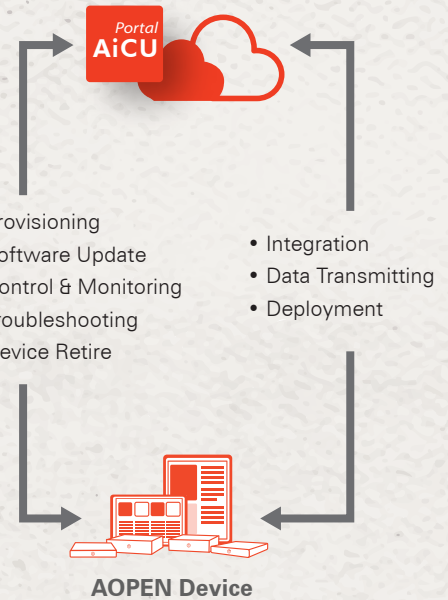 Portal
AiCU
rovisioning
oftware Update
ontrol & Monitoring
roubleshooting
evice Retire
• Integration
• Data Transmitting
• Deployment
AOPEN Device